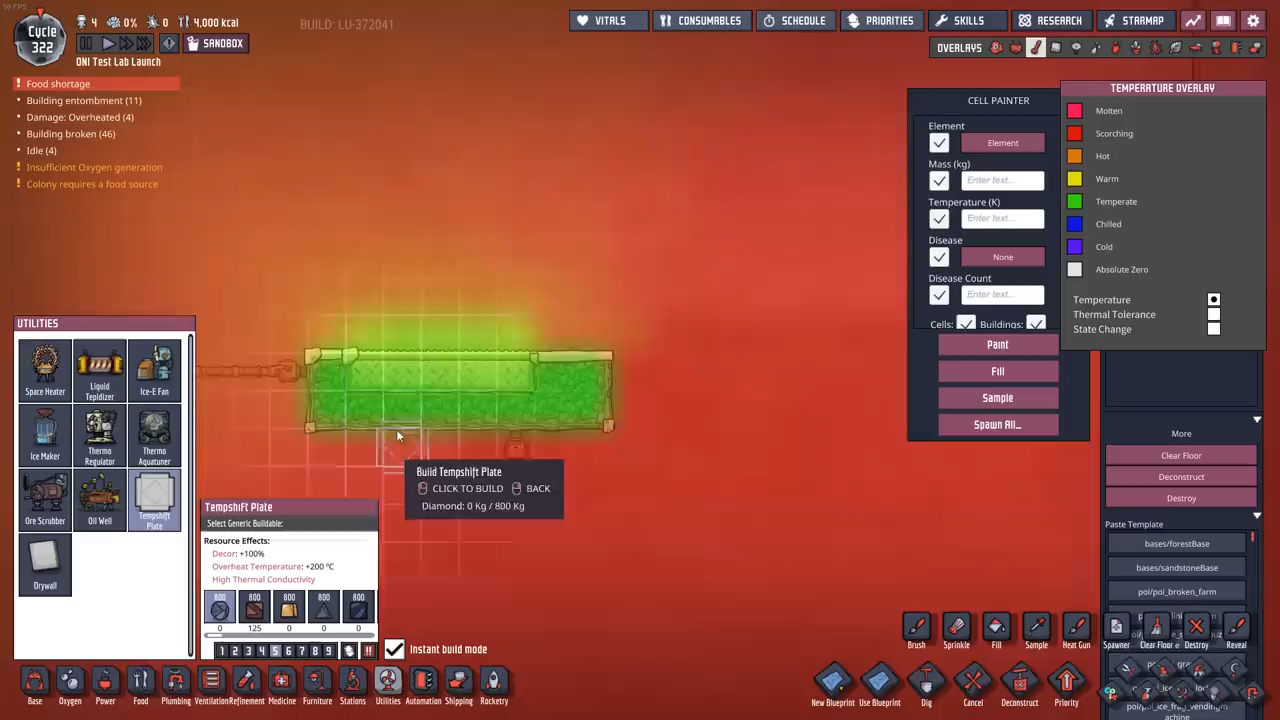 50 FPS
Cycle
322
4
0%
0
4,000 kcal
SANDBOX
ONI Test Lab Launch
BUILD: LU-372041
VITALS
CONSUMABLES
SCHEDULE
PRIORITIES
SKILLS
RESEARCH
STARMAP
OVERLAYS
! Food shortage
Building entombment (11)
Damage: Overheated (4)
Building broken (46)
Idle (4)
! Insufficient Oxygen generation
! Colony requires a food source
CELL PAINTER
Element
Element
Mass (kg)
Enter text...
Temperature (K)
Enter text...
Disease
None
Disease Count
Enter text...
Cells:
Buildings:
Paint
Fill
Sample
Spawn All...
TEMPERATURE OVERLAY
Molten
Scorching
Hot
Warm
Temperate
Chilled
Cold
Absolute Zero
Temperature
Thermal Tolerance
State Change
More
Clear Floor
Deconstruct
Destroy
Paste Template
bases/forestBase
bases/sandstoneBase
poi/poi_broken_farm
UTILITIES
Space Heater
Liquid Tepidizer
Ice-E Fan
Ice Maker
Thermo Regulator
Thermo Aquatuner
Ore Scrubber
Oil Well
Tempshift Plate
Drywall
Tempshift Plate
Select Generic Buildable:
Resource Effects:
Decor: +100%
Overheat Temperature: +200 °C
High Thermal Conductivity
800 800 800 800 800
0 125 0 0 0
1 2 3 4 5 6 7 8 9 !!
Instant build mode
Build Tempshift Plate
CLICK TO BUILD BACK
Diamond: 0 Kg / 800 Kg
Brush
Sprinkle
Fill
Sample
Heat Gun
Spawner
Clear Floor
Destroy
Reveal
Base
Oxygen
Power
Food
Plumbing
Ventilation
Refinement
Medicine
Furniture
Stations
Utilities
Automation
Shipping
Rocketry
New Blueprint
Use Blueprint
Dig
Cancel
Deconstruct
Priority